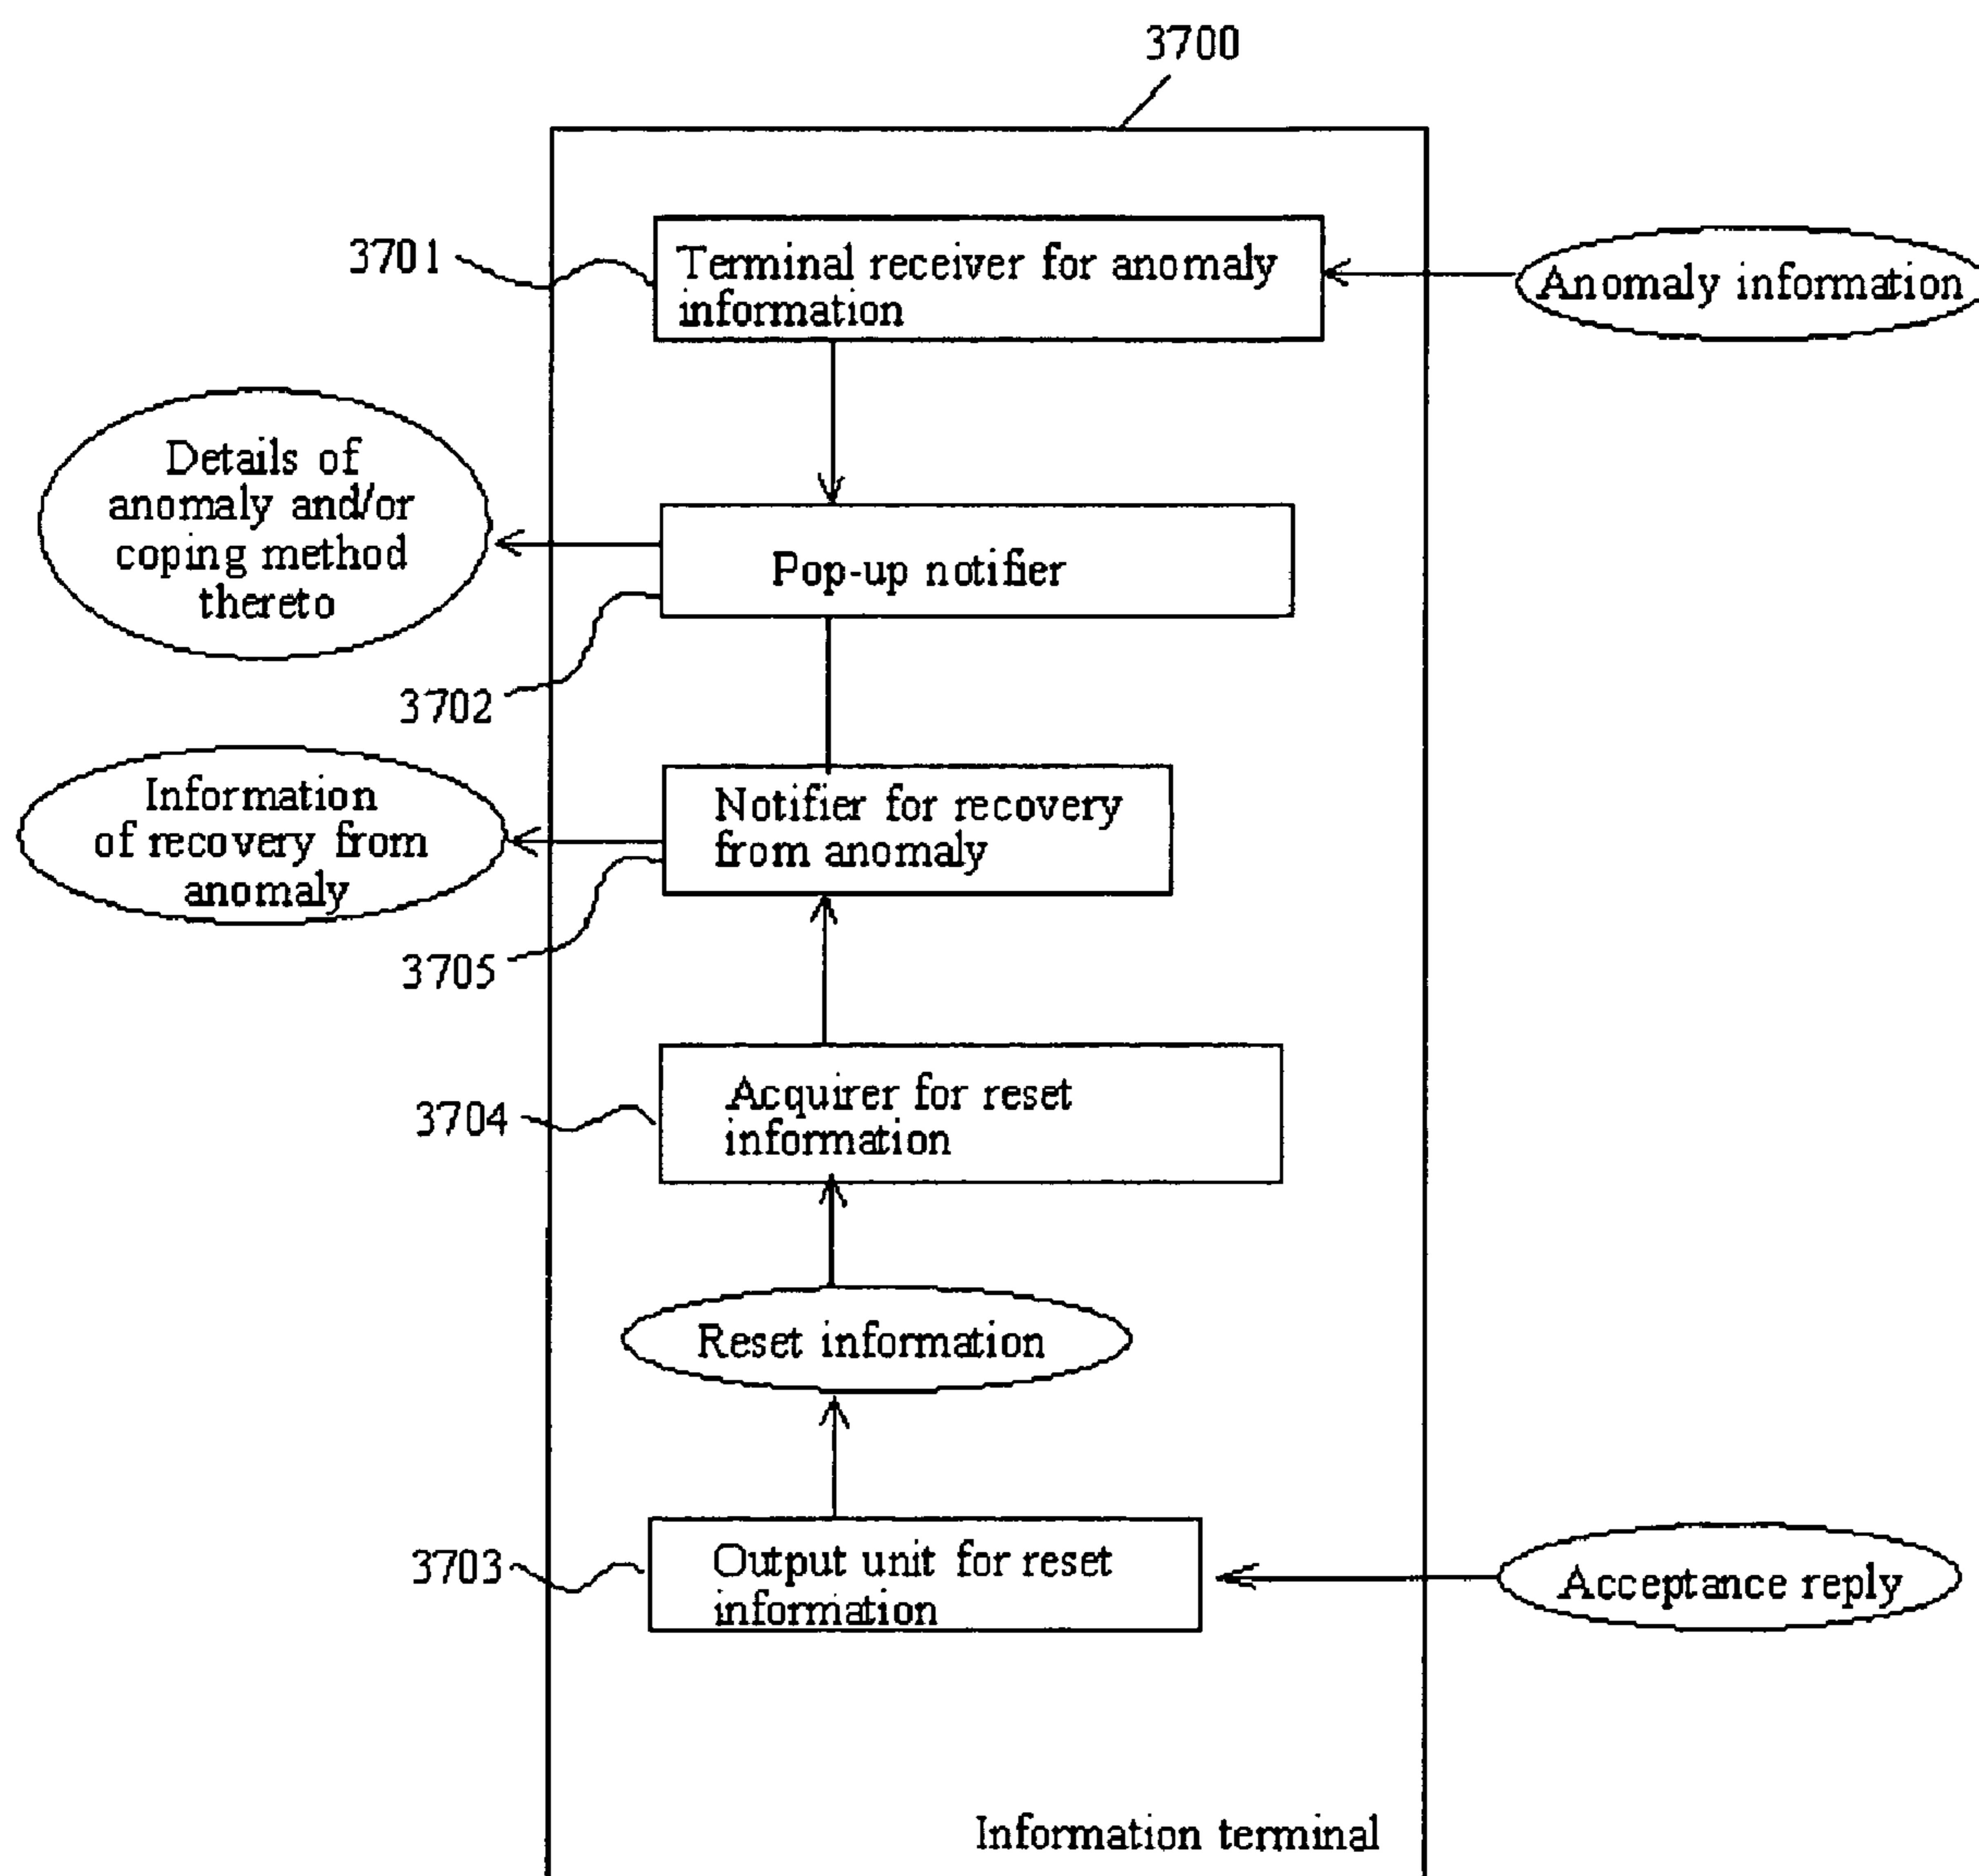 3700
3701
Terminal receiver for anomaly
information
Anomaly information
Details of
anomaly and/or
coping method
thereto
Pop-up notifier
3702
Information
of recovery from
anomaly
Notifier for recovery
from anomaly
3705
3704
Acquirer for reset
information
Reset information
3703
Output unit for reset
information
Acceptance reply
Information terminal